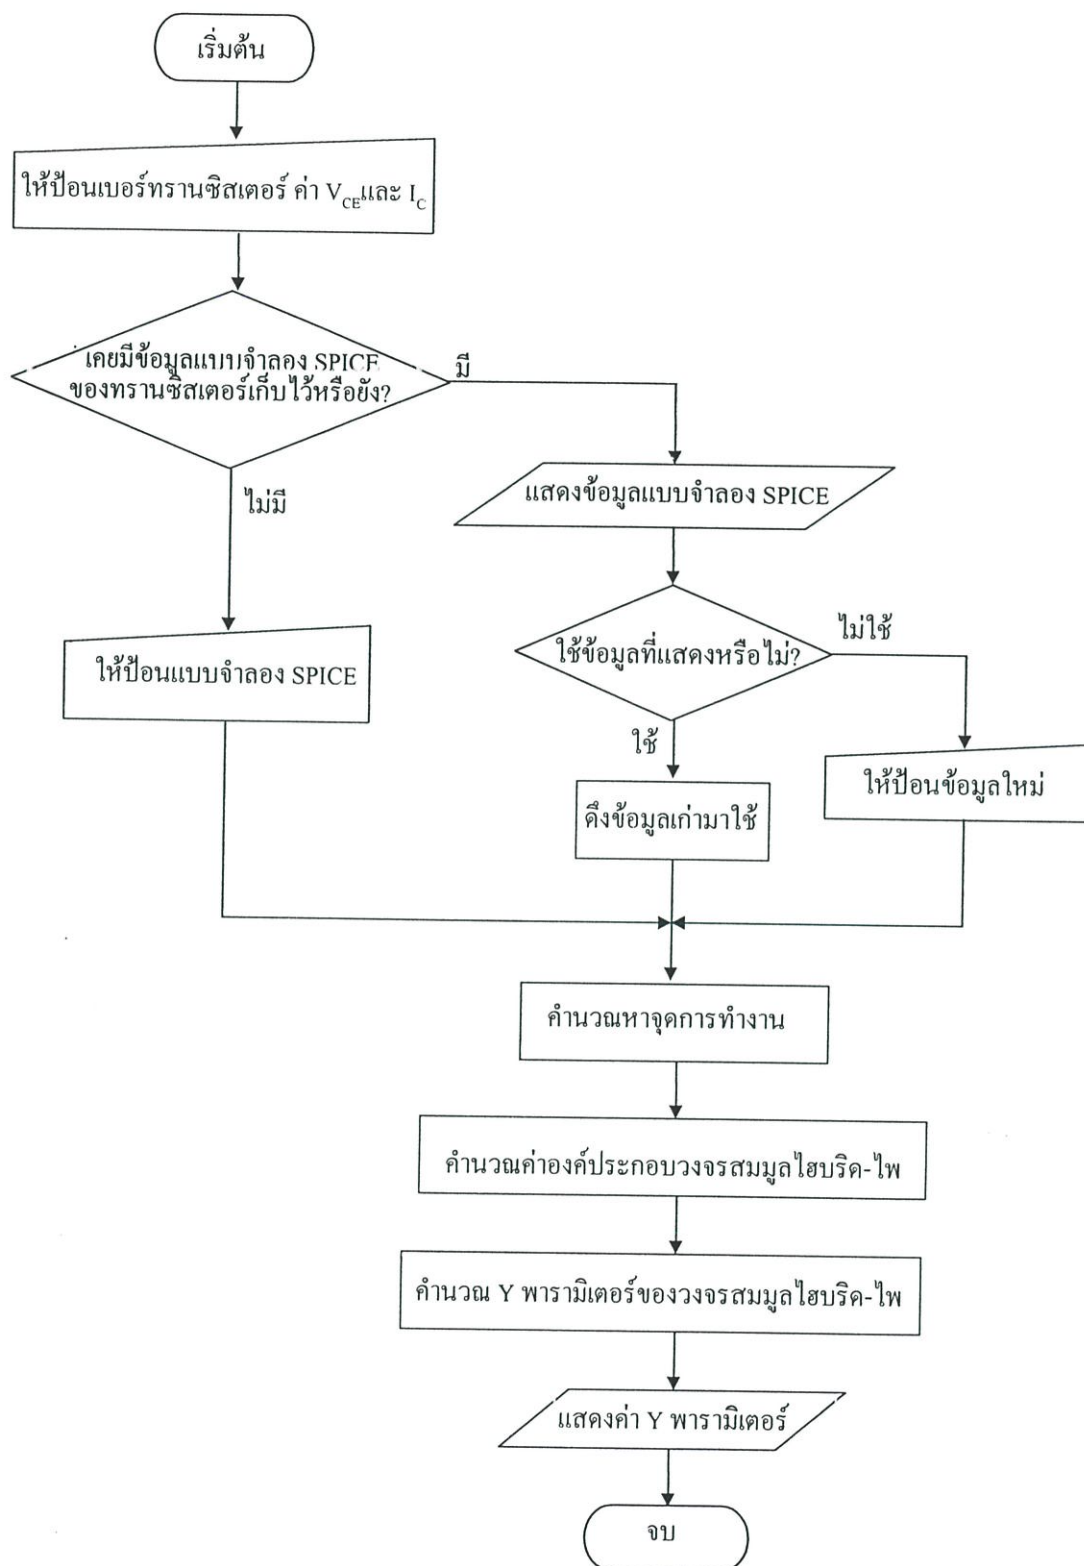 เริ่มต้น
ให้ป้อนเบอร์ทรานซิสเตอร์ ค่า V_CE และ I_C
เคยมีข้อมูลแบบจำลอง SPICE
ของทรานซิสเตอร์เก็บไว้หรือยัง?
มี
ไม่มี
แสดงข้อมูลแบบจำลอง SPICE
ใช้ข้อมูลที่แสดงหรือไม่?
ไม่ใช้
ให้ป้อนแบบจำลอง SPICE
ใช้
ให้ป้อนข้อมูลใหม่
ดึงข้อมูลเก่ามาใช้
คำนวณหาจุดการทำงาน
คำนวณค่าองค์ประกอบวงจรสมมูลไฮบริด-ไพ
คำนวณ Y พารามิเตอร์ของวงจรสมมูลไฮบริด-ไพ
แสดงค่า Y พารามิเตอร์
จบ